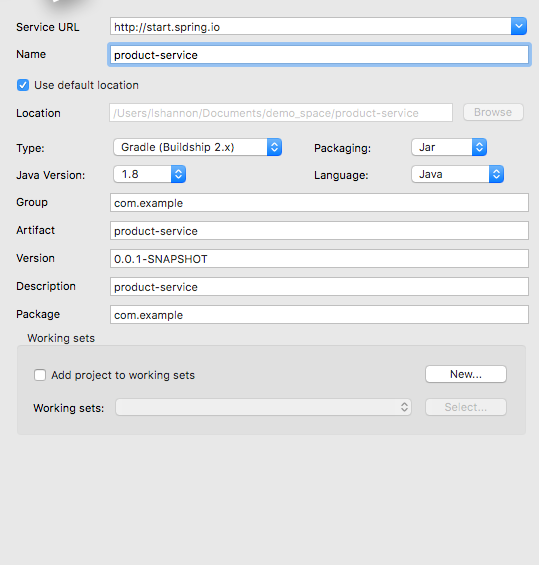 Service URL http://start.spring.io
Name product-service
Use default location
Location /Users/lshannon/Documents/demo_space/product-service Browse
Type: Gradle (Buildship 2.x) Packaging: Jar
Java Version: 1.8 Language: Java
Group com.example
Artifact product-service
Version 0.0.1-SNAPSHOT
Description product-service
Package com.example
Working sets
Add project to working sets New...
Working sets: Select...